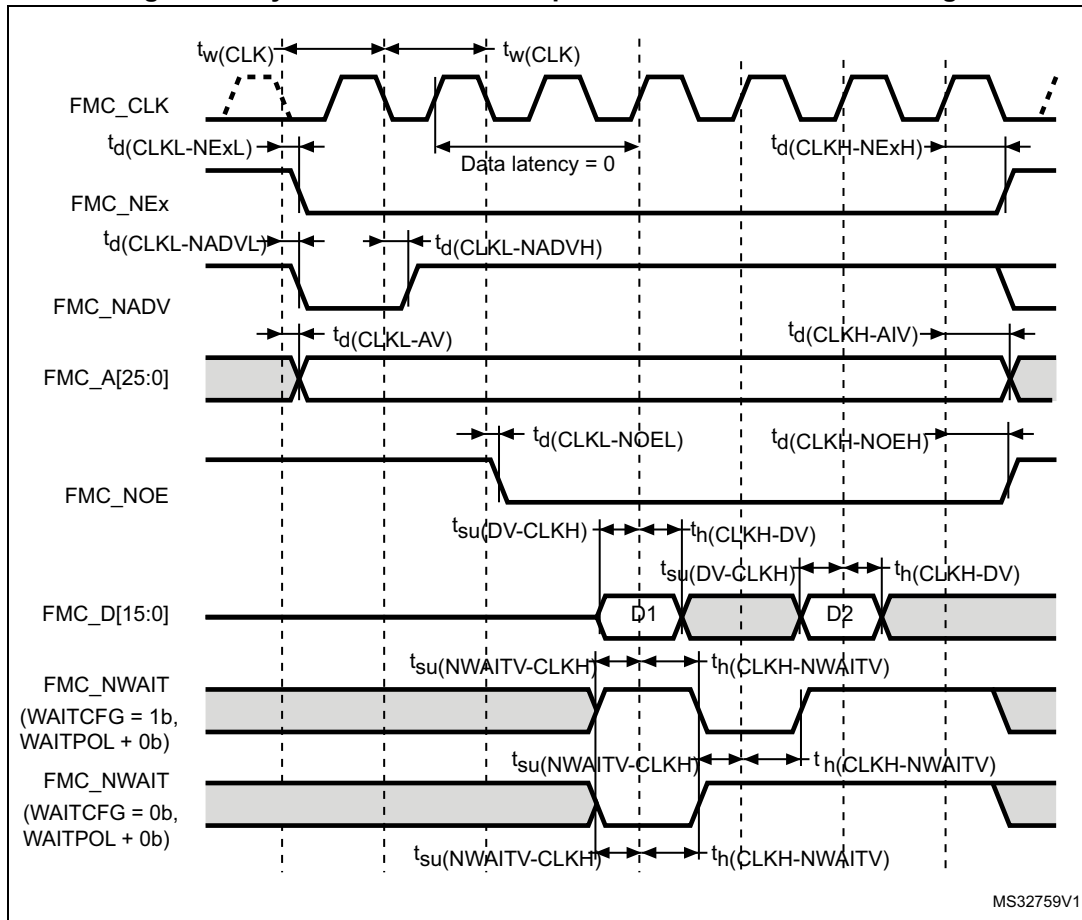 tw(CLK) tw(CLK)
FMC_CLK
td(CLKL-NExL) Data latency = 0 td(CLKH-NExH)
FMC_NEx
td(CLKL-NADVL) td(CLKL-NADVH)
FMC_NADV
td(CLKL-AV) td(CLKH-AIV)
FMC_A[25:0]
td(CLKL-NOEL) td(CLKH-NOEH)
FMC_NOE
tsu(DV-CLKH) th(CLKH-DV)
tsu(DV-CLKH) th(CLKH-DV)
FMC_D[15:0] D1 D2
tsu(NWAITV-CLKH) th(CLKH-NWAITV)
FMC_NWAIT
(WAITCFG = 1b,
WAITPOL + 0b)
tsu(NWAITV-CLKH) t h(CLKH-NWAITV)
FMC_NWAIT
(WAITCFG = 0b,
WAITPOL + 0b)
tsu(NWAITV-CLKH) th(CLKH-NWAITV)
MS32759V1